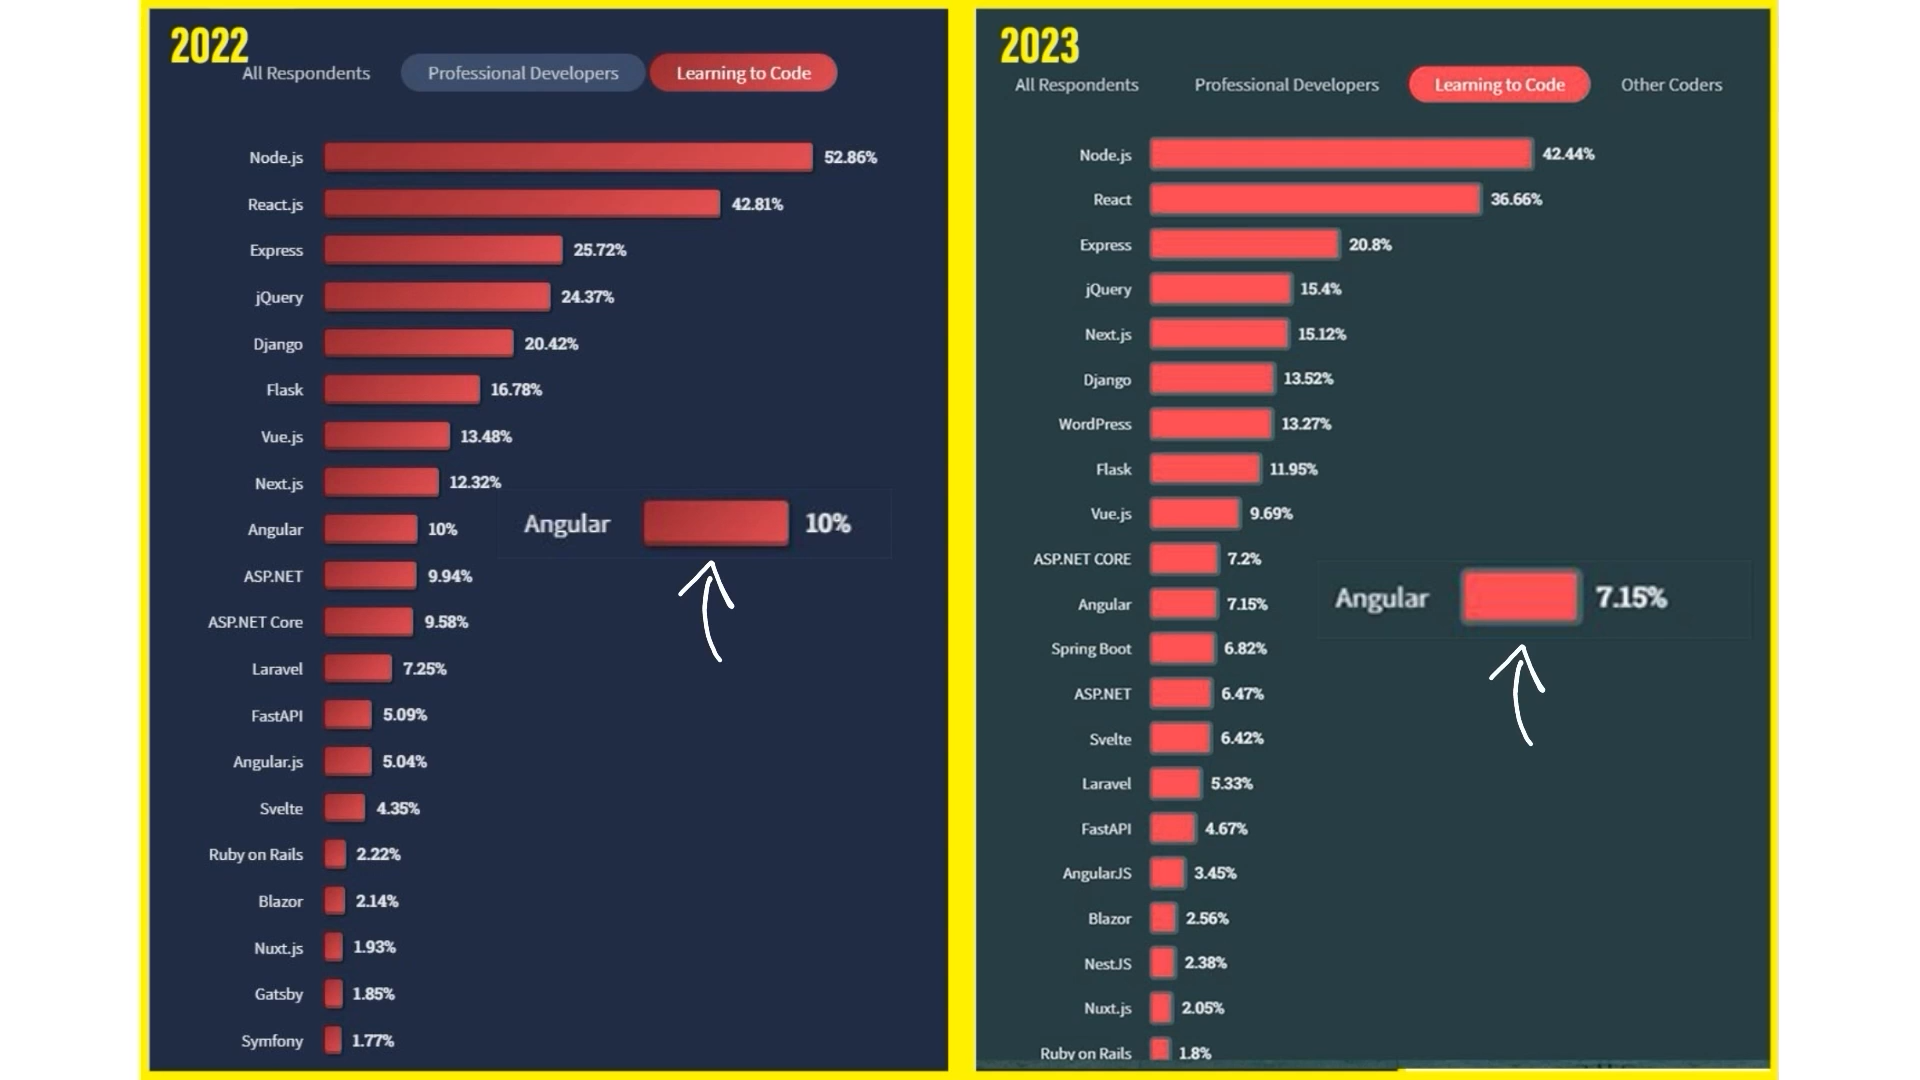 2022
All Respondents Professional Developers Learning to Code
Node.js 52.86%
React.js 42.81%
Express 25.72%
jQuery 24.37%
Django 20.42%
Flask 16.78%
Vue.js 13.48%
Next.js 12.32%
Angular 10%
Angular 10%
ASP.NET 9.94%
ASP.NET Core 9.58%
Laravel 7.25%
FastAPI 5.09%
Angular.js 5.04%
Svelte 4.35%
Ruby on Rails 2.22%
Blazor 2.14%
Nuxt.js 1.93%
Gatsby 1.85%
Symfony 1.77%
2023
All Respondents Professional Developers Learning to Code Other Coders
Node.js 42.44%
React 36.66%
Express 20.8%
jQuery 15.4%
Next.js 15.12%
Django 13.52%
WordPress 13.27%
Flask 11.95%
Vue.js 9.69%
ASP.NET CORE 7.2%
Angular 7.15%
Angular 7.15%
Spring Boot 6.82%
ASP.NET 6.47%
Svelte 6.42%
Laravel 5.33%
FastAPI 4.67%
AngularJS 3.45%
Blazor 2.56%
NestJS 2.38%
Nuxt.js 2.05%
Ruby on Rails 1.8%